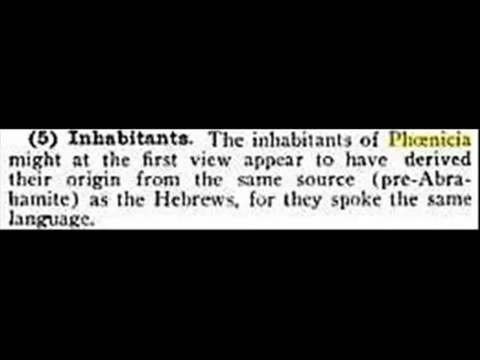 (5) Inhabitants. The inhabitants of Phœnicia
might at the first view appear to have derived
their origin from the same source (pre-Abra-
hamite) as the Hebrews, for they spoke the same
language.